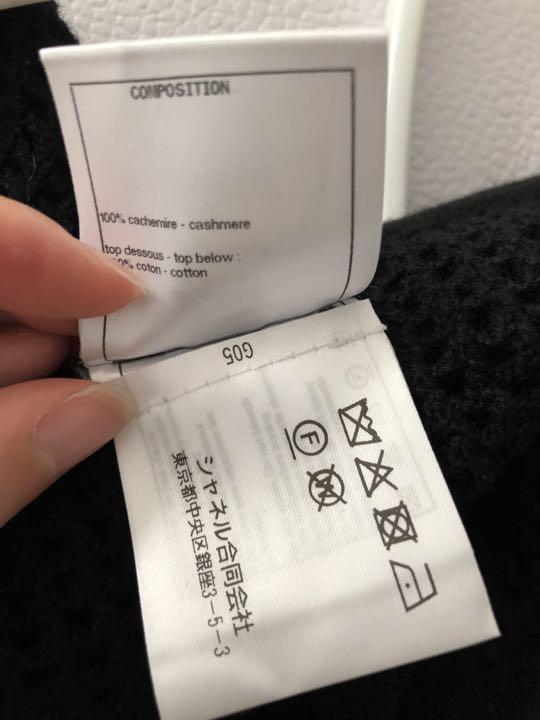 COMPOSITION
100% cachemire - cashmere
top dessous - top below :
% coton - cotton
G05
F
W
シャネル合同会社
東京都中央区銀座3-5-3